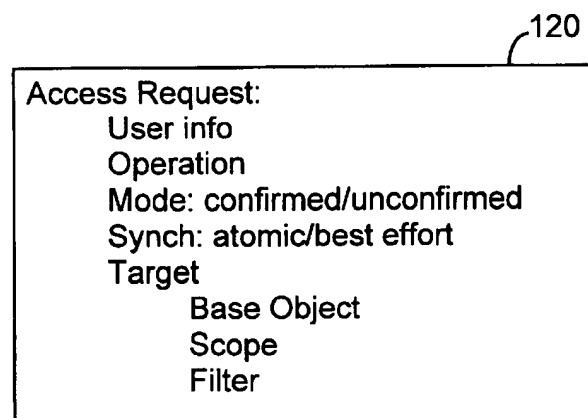 120
Access Request:
User info
Operation
Mode: confirmed/unconfirmed
Synch: atomic/best effort
Target
Base Object
Scope
Filter